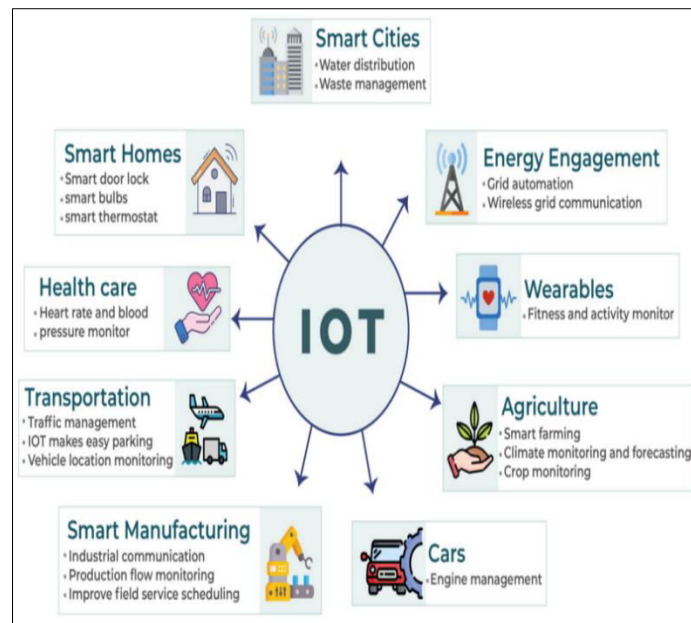 Smart Cities
• Water distribution
• Waste management
Smart Homes
• Smart door lock
• smart bulbs
• smart thermostat
Energy Engagement
• Grid automation
• Wireless grid communication
Health care
• Heart rate and blood
• pressure monitor
IOT
Wearables
• Fitness and activity monitor
Transportation
• Traffic management
• IOT makes easy parking
• Vehicle location monitoring
Agriculture
• Smart farming
• Climate monitoring and forecasting
• Crop monitoring
Smart Manufacturing
• Industrial communication
• Production flow monitoring
• Improve field service scheduling
Cars
• Engine management